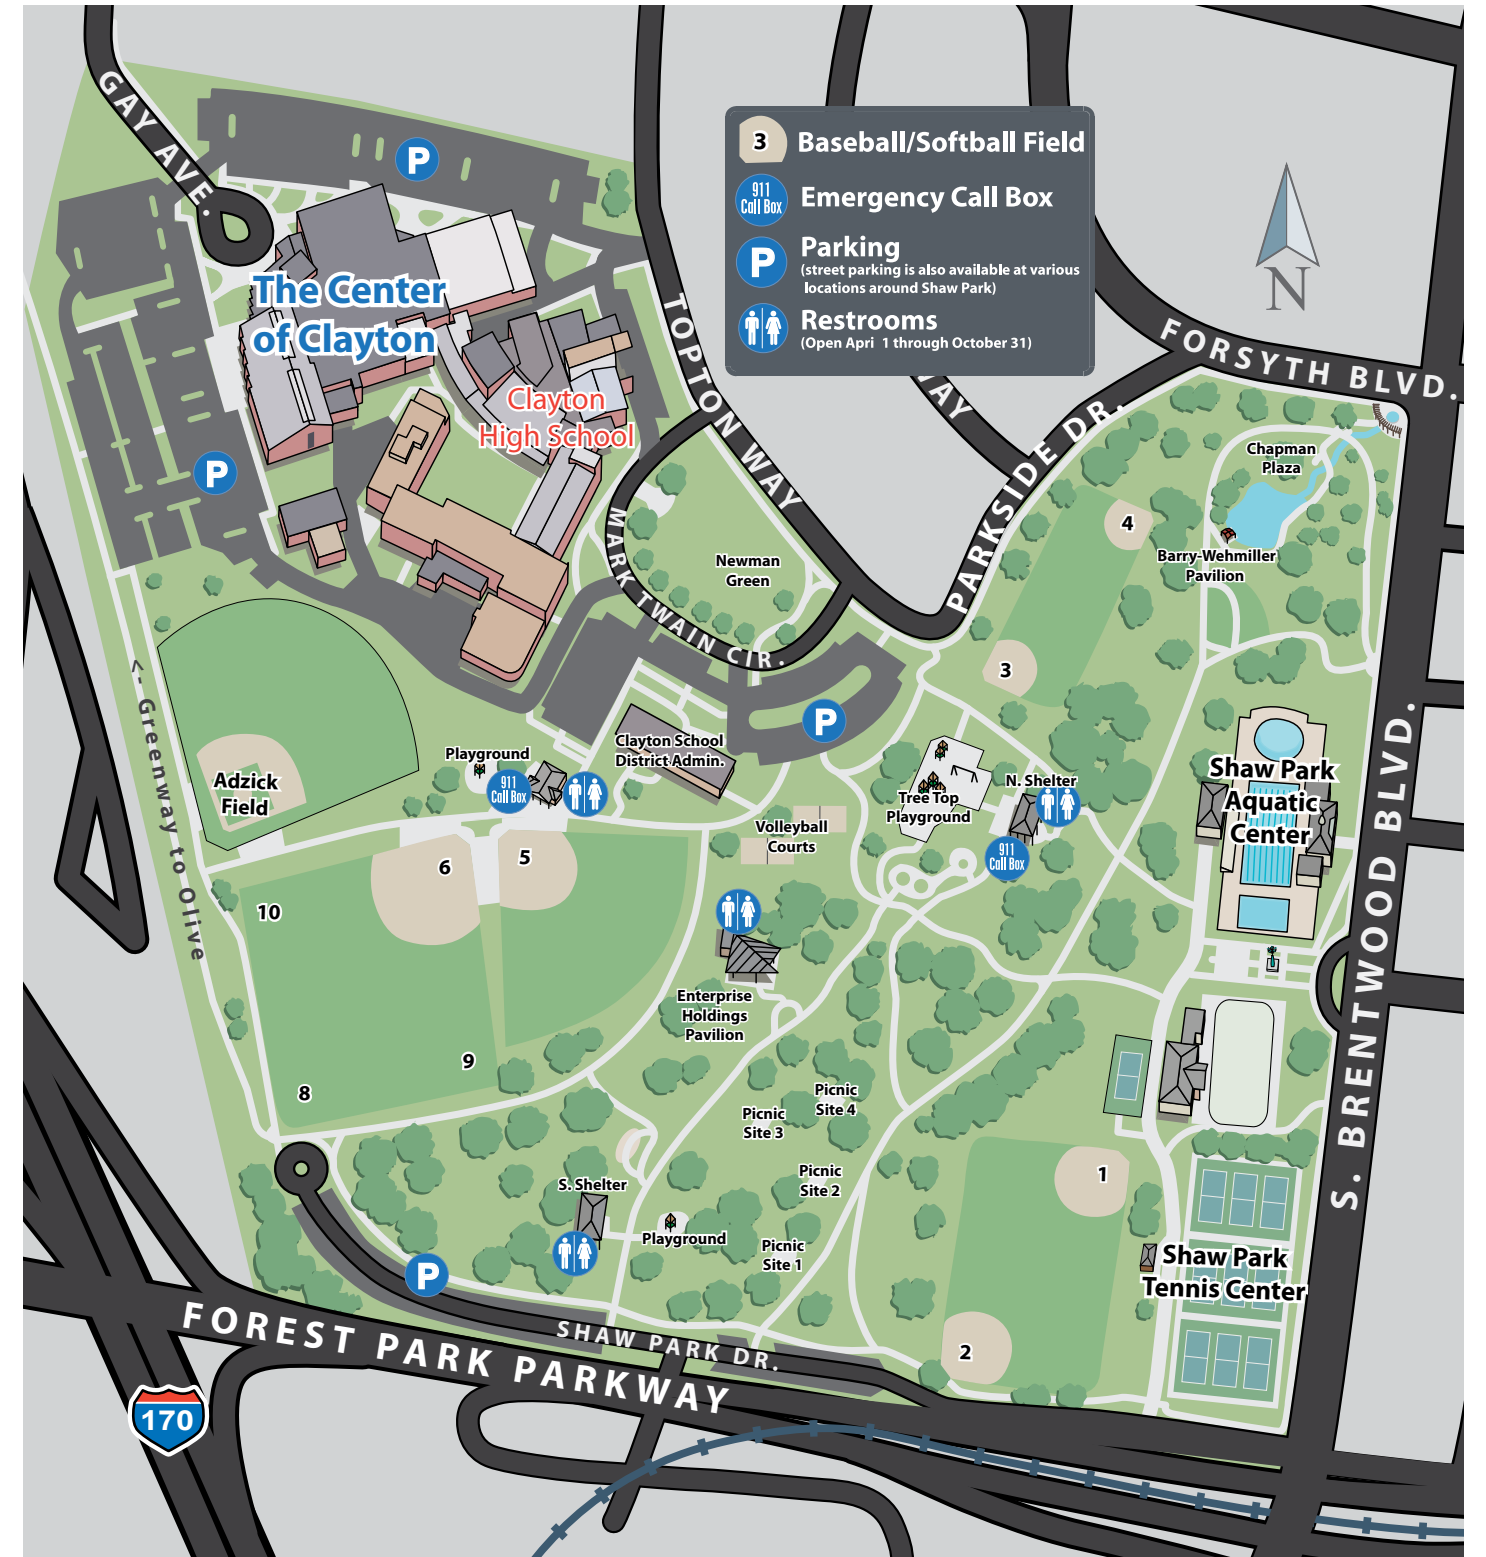 GAY AVE.
P
3
Baseball/Softball Field
911
Call Box
Emergency Call Box
P
Parking
(street parking is also available at various
locations around Shaw Park)
Restrooms
(Open Apri 1 through October 31)
N
The Center
of Clayton
TOPTON WAY
WAY
FORSYTH BLVD.
PARKSIDE DR.
Clayton
High School
P
Chapman
Plaza
4
MARK TWAIN CIR.
Newman
Green
Barry-Wehmiller
Pavilion
3
<- Greenway to Olive
P
S. BRENTWOOD BLVD.
Clayton School
District Admin.
Playground
911
Call Box
Adzick
Field
N. Shelter
Tree Top
Playground
Shaw Park
Aquatic
Center
Volleyball
Courts
911
Call Box
6
5
10
Enterprise
Holdings
Pavilion
9
8
Picnic
Site 4
Picnic
Site 3
Picnic
Site 2
1
S. Shelter
Playground
Picnic
Site 1
Shaw Park
Tennis Center
P
SHAW PARK DR.
2
FOREST PARK PARKWAY
170